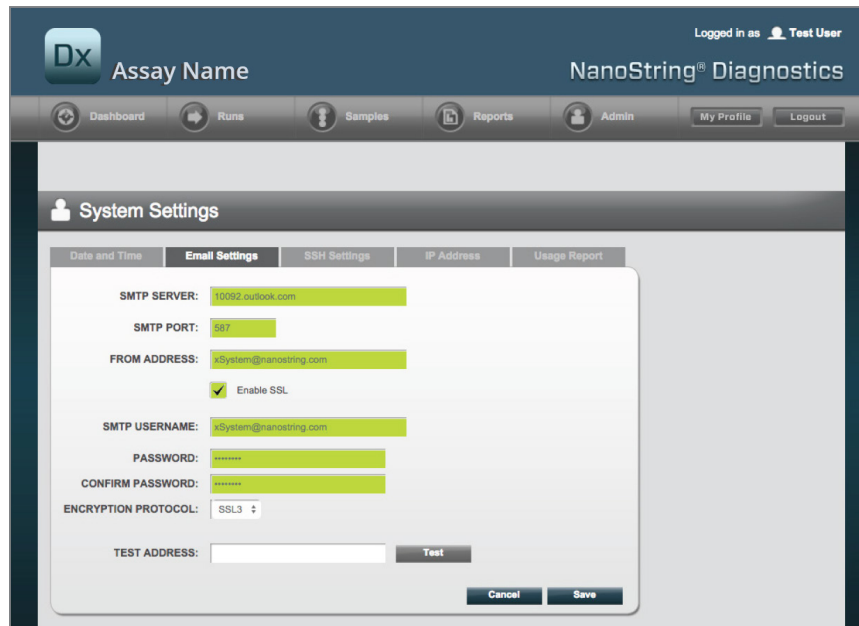 Logged in as Test User
Dx Assay Name
NanoString® Diagnostics
Dashboard Runs Samples Reports Admin My Profile Logout
System Settings
Date and Time Email Settings SSH Settings IP Address Usage Report
SMTP SERVER: 10092.outlook.com
SMTP PORT: 587
FROM ADDRESS: xSystem@nanostring.com
Enable SSL
SMTP USERNAME: xSystem@nanostring.com
PASSWORD: ••••••••
CONFIRM PASSWORD: ••••••••
ENCRYPTION PROTOCOL: SSL3
TEST ADDRESS: Test
Cancel Save